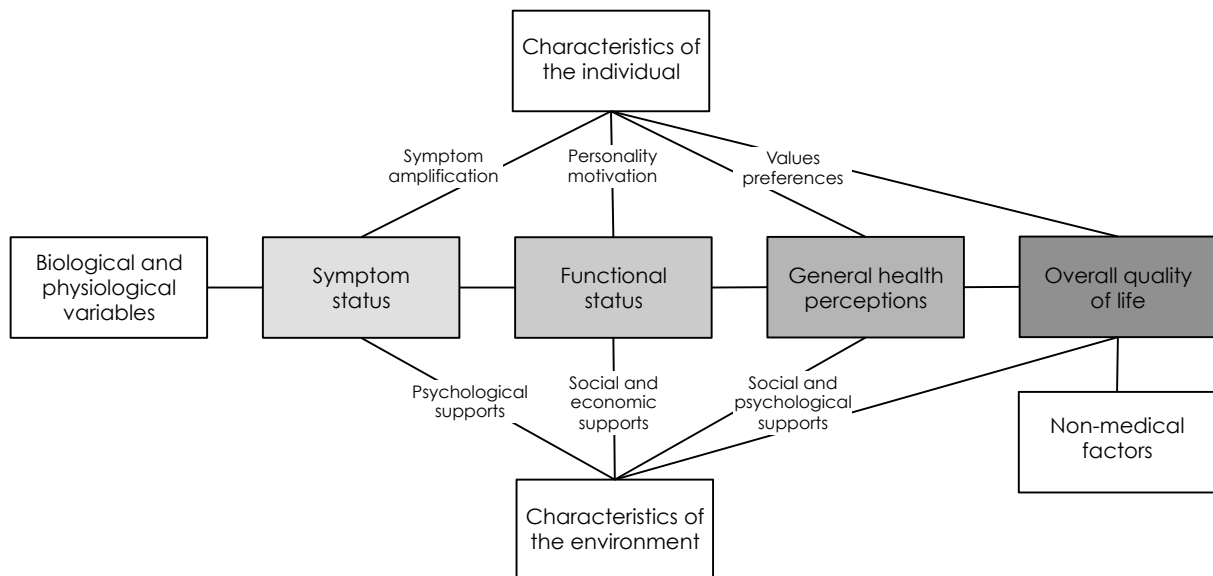 Characteristics of
the individual
Symptom
amplification
Personality
motivation
Values
preferences
Biological and
physiological
variables
Symptom
status
Functional
status
General health
perceptions
Overall quality
of life
Psychological
supports
Social and
economic
supports
Social and
psychological
supports
Non-medical
factors
Characteristics of
the environment